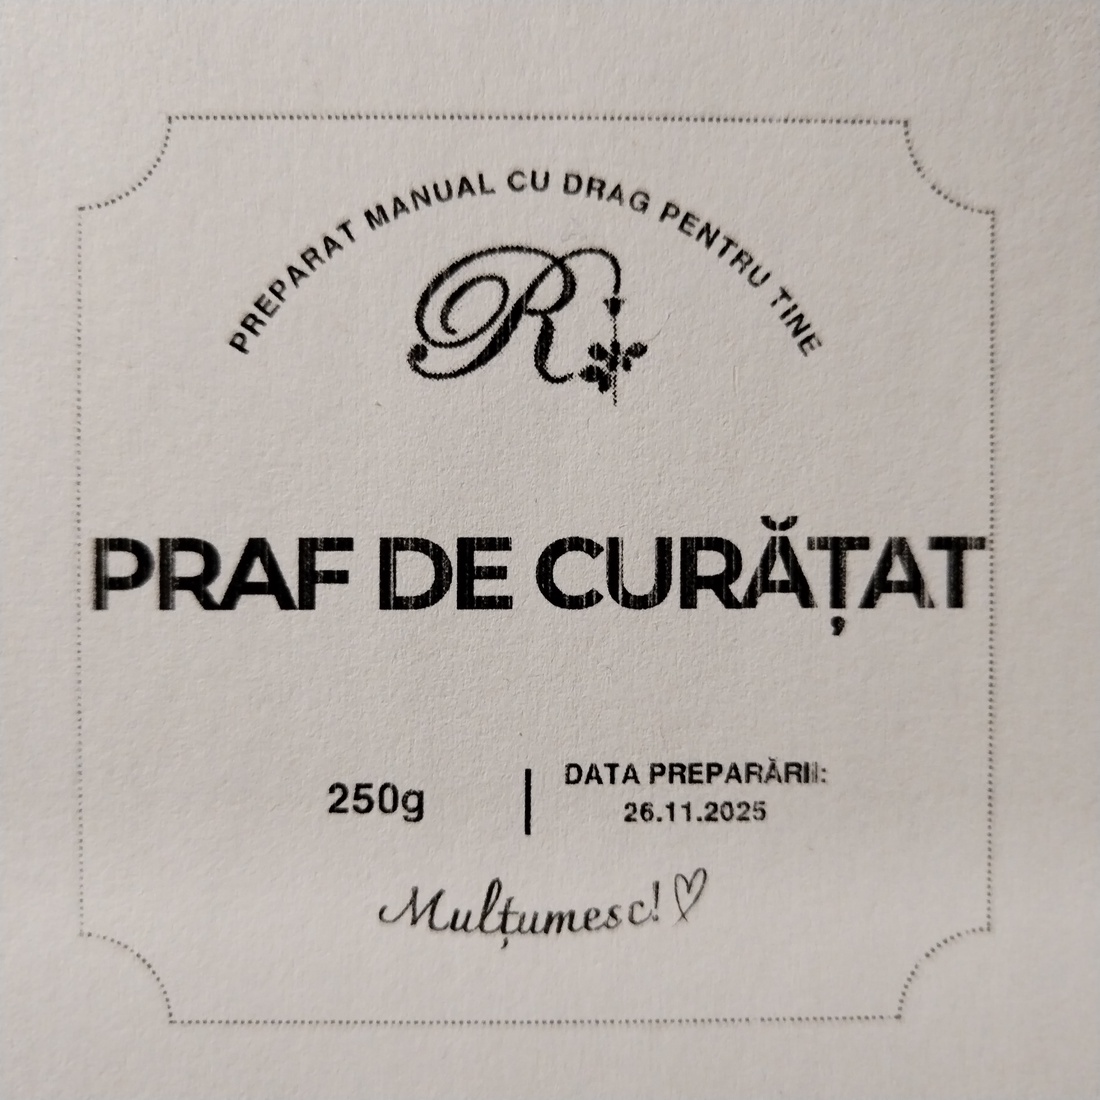 PREPARAT MANUAL CU DRAG PENTRU TINE
R
PRAF DE CURĂȚAT
250g
DATA PREPARĂRII:
26.11.2025
Mulțumesc!♡